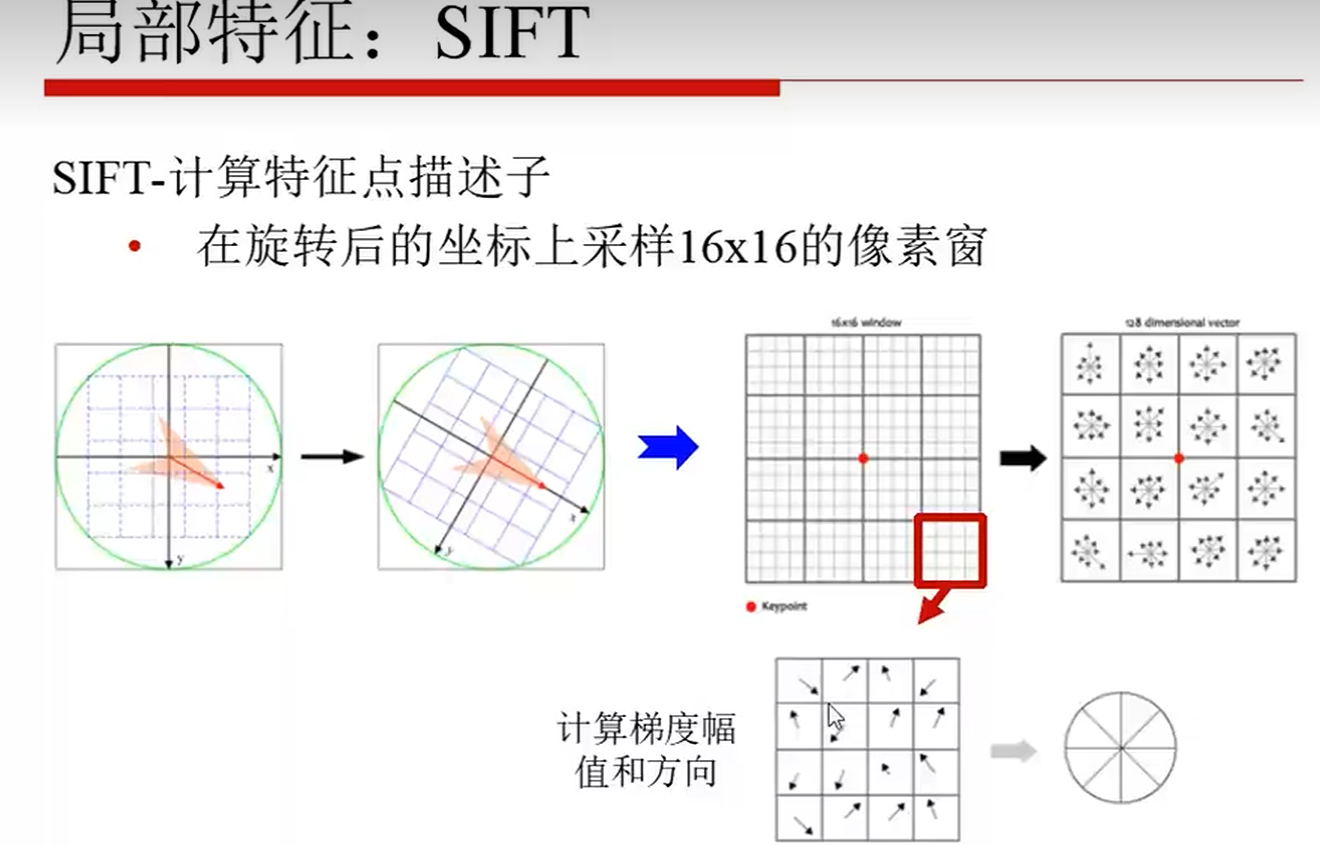 局部特征：SIFT
SIFT-计算特征点描述子
• 在旋转后的坐标上采样16x16的像素窗
16x16 window
128 dimensional vector
x
y
x
y
Keypoint
计算梯度幅
值和方向